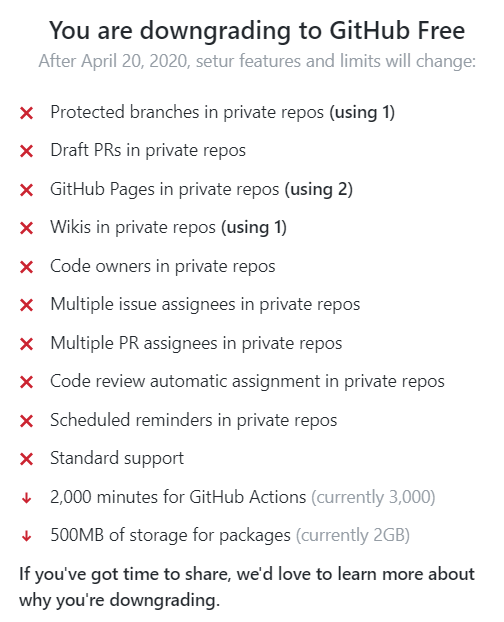 You are downgrading to GitHub Free
After April 20, 2020, setur features and limits will change:
Protected branches in private repos (using 1)
Draft PRs in private repos
GitHub Pages in private repos (using 2)
Wikis in private repos (using 1)
Code owners in private repos
Multiple issue assignees in private repos
Multiple PR assignees in private repos
Code review automatic assignment in private repos
Scheduled reminders in private repos
Standard support
2,000 minutes for GitHub Actions (currently 3,000)
500MB of storage for packages (currently 2GB)
If you've got time to share, we'd love to learn more about
why you're downgrading.